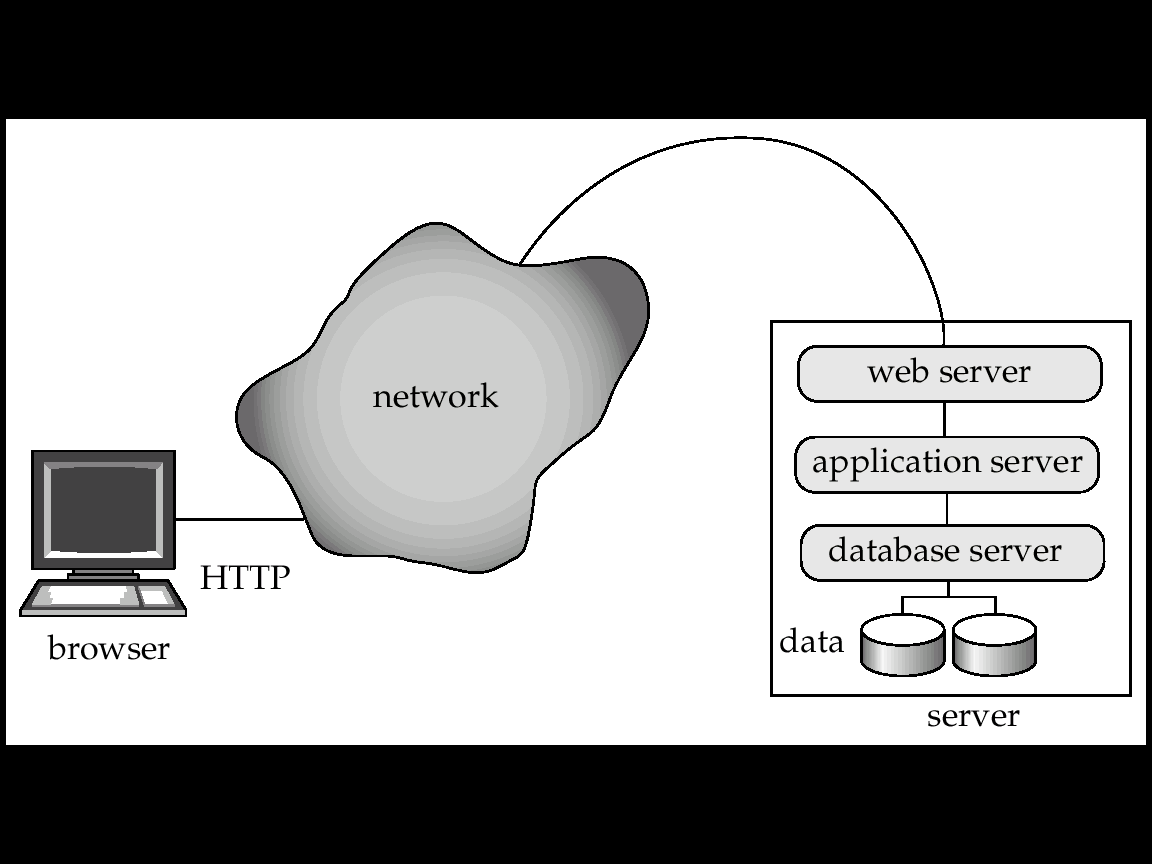 web server
network
application server
database server
HTTP
data
browser
server